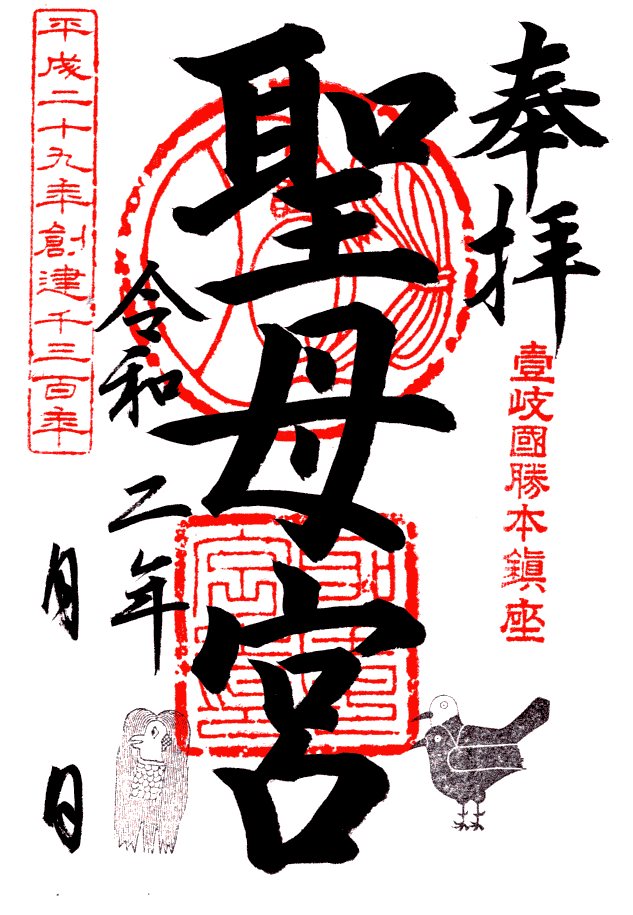 奉拝
壹岐國勝本鎮座
聖母宮
令和二年
月 日
平成二十九年創建千三百年